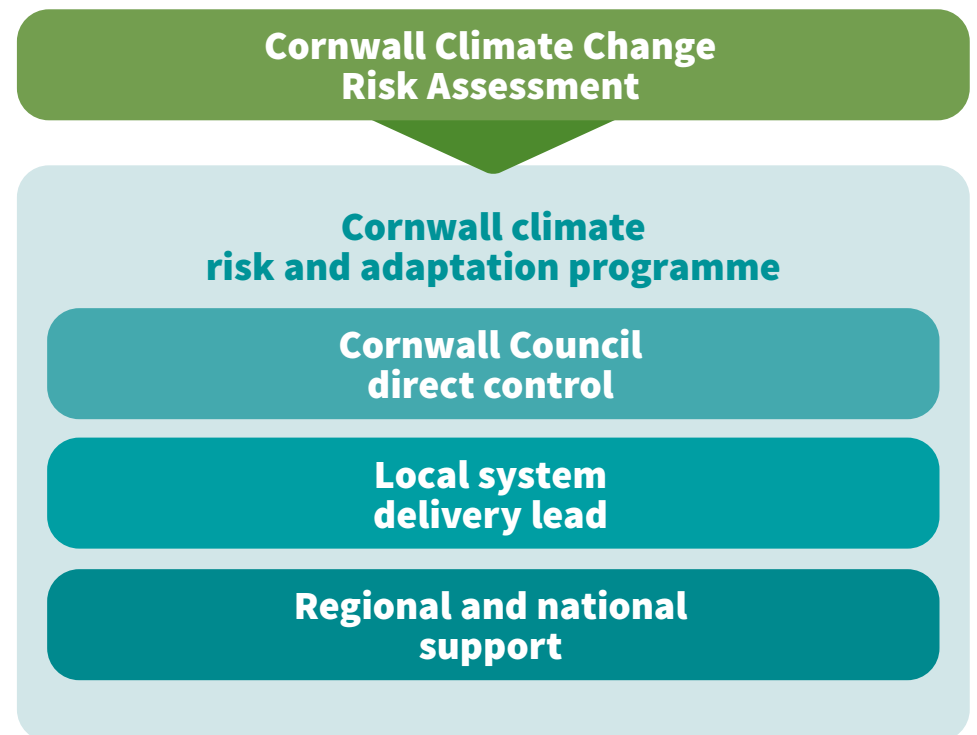 Cornwall Climate Change
Risk Assessment
Cornwall climate
risk and adaptation programme
Cornwall Council
direct control
Local system
delivery lead
Regional and national
support